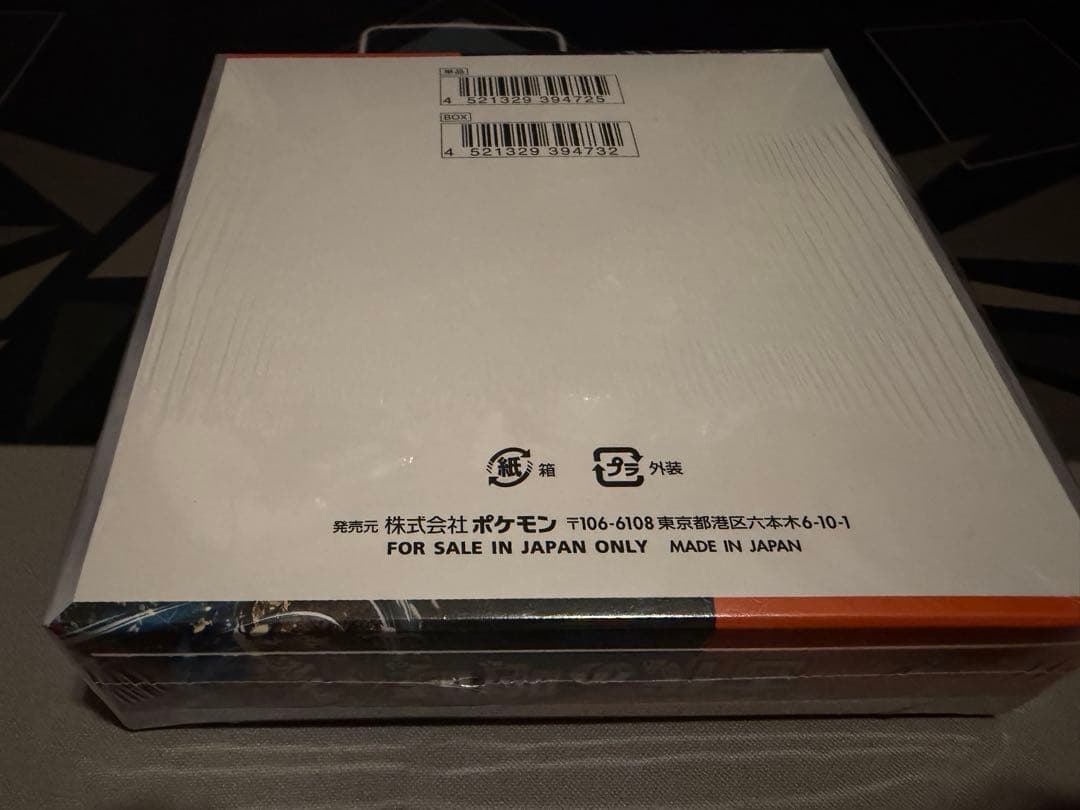 単品
4 521329 394725
BOX
4 521329 394732
紙 箱 プラ 外装
発売元 株式会社 ポケモン 〒106-6108 東京都港区六本木6-10-1
FOR SALE IN JAPAN ONLY MADE IN JAPAN